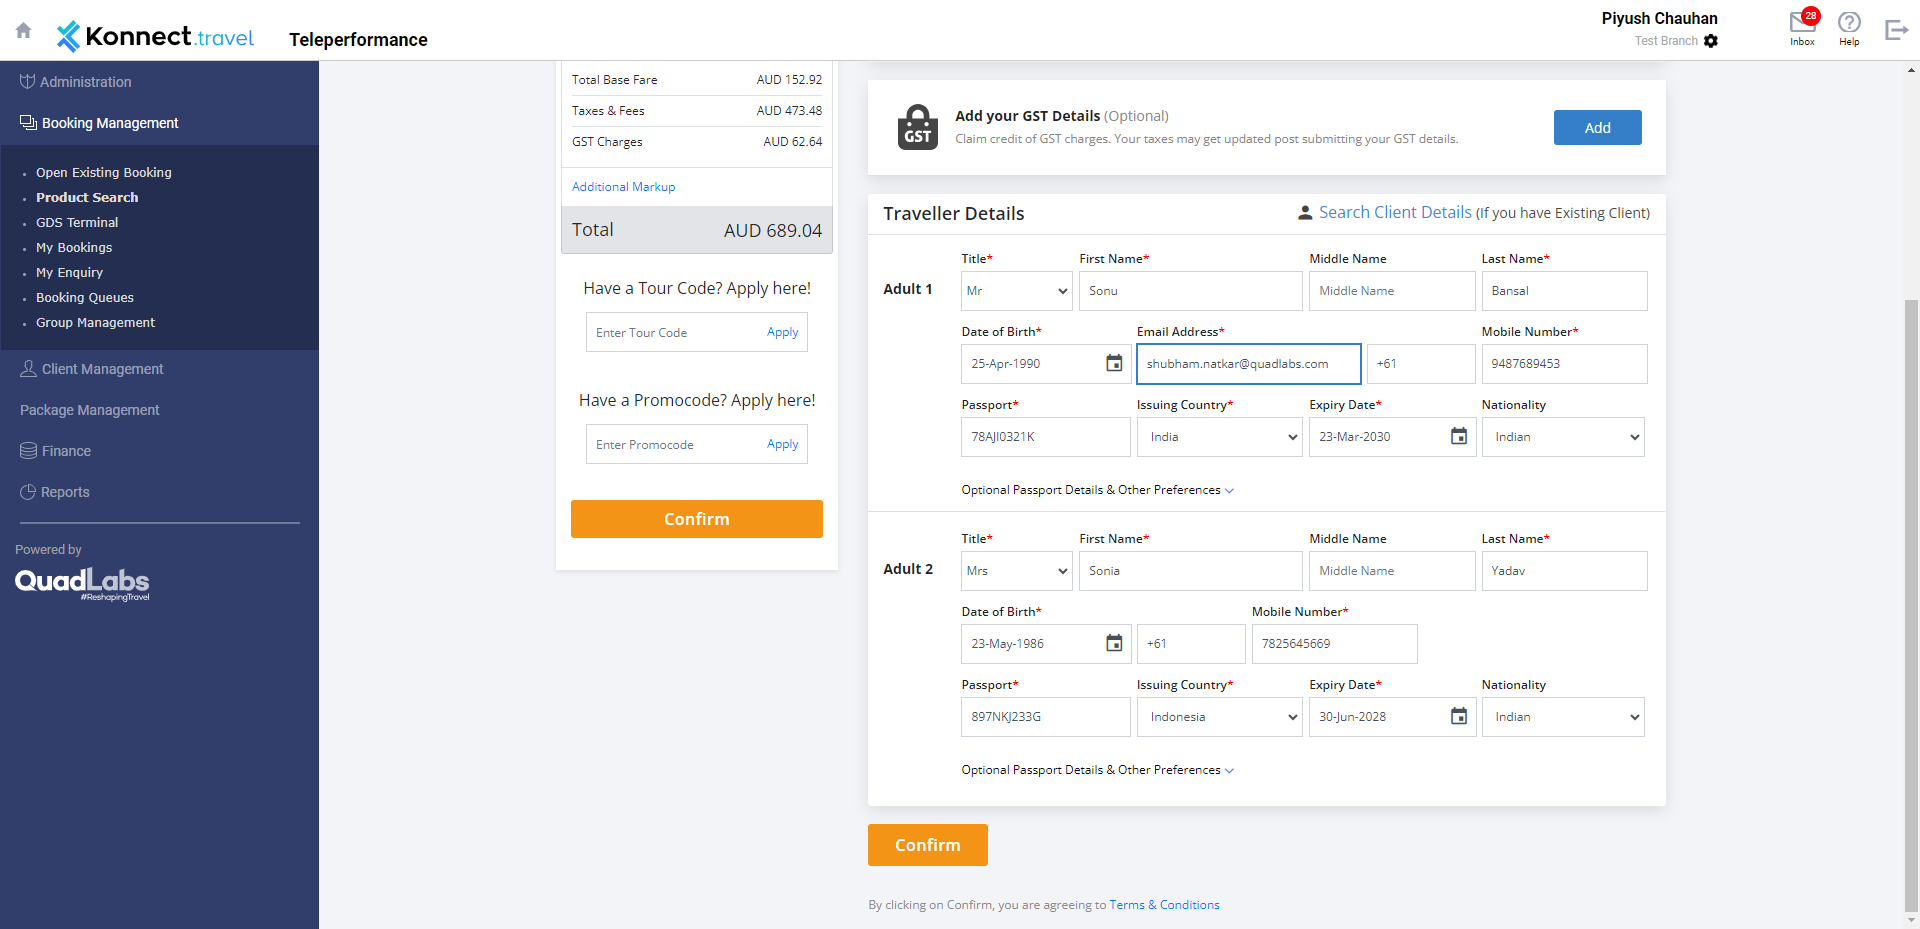 Konnect.travel
Teleperformance
Piyush Chauhan
Test Branch
28
Inbox
Help
Administration
Booking Management
Open Existing Booking
Product Search
GDS Terminal
My Bookings
My Enquiry
Booking Queues
Group Management
Client Management
Package Management
Finance
Reports
Powered by
QuadLabs
#ReshapingTravel
Total Base Fare AUD 152.92
Taxes & Fees AUD 473.48
GST Charges AUD 62.64
Additional Markup
Total AUD 689.04
Have a Tour Code? Apply here!
Enter Tour Code Apply
Have a Promocode? Apply here!
Enter Promocode Apply
Confirm
GST
Add your GST Details (Optional)
Claim credit of GST charges. Your taxes may get updated post submitting your GST details.
Add
Traveller Details
Search Client Details (If you have Existing Client)
Adult 1
Title* First Name* Middle Name Last Name*
Mr Sonu Middle Name Bansal
Date of Birth* Email Address* Mobile Number*
25-Apr-1990 shubham.natkar@quadlabs.com +61 9487689453
Passport* Issuing Country* Expiry Date* Nationality
78AJI0321K India 23-Mar-2030 Indian
Optional Passport Details & Other Preferences
Adult 2
Title* First Name* Middle Name Last Name*
Mrs Sonia Middle Name Yadav
Date of Birth* Mobile Number*
23-May-1986 +61 7825645669
Passport* Issuing Country* Expiry Date* Nationality
897NKJ233G Indonesia 30-Jun-2028 Indian
Optional Passport Details & Other Preferences
Confirm
By clicking on Confirm, you are agreeing to Terms & Conditions